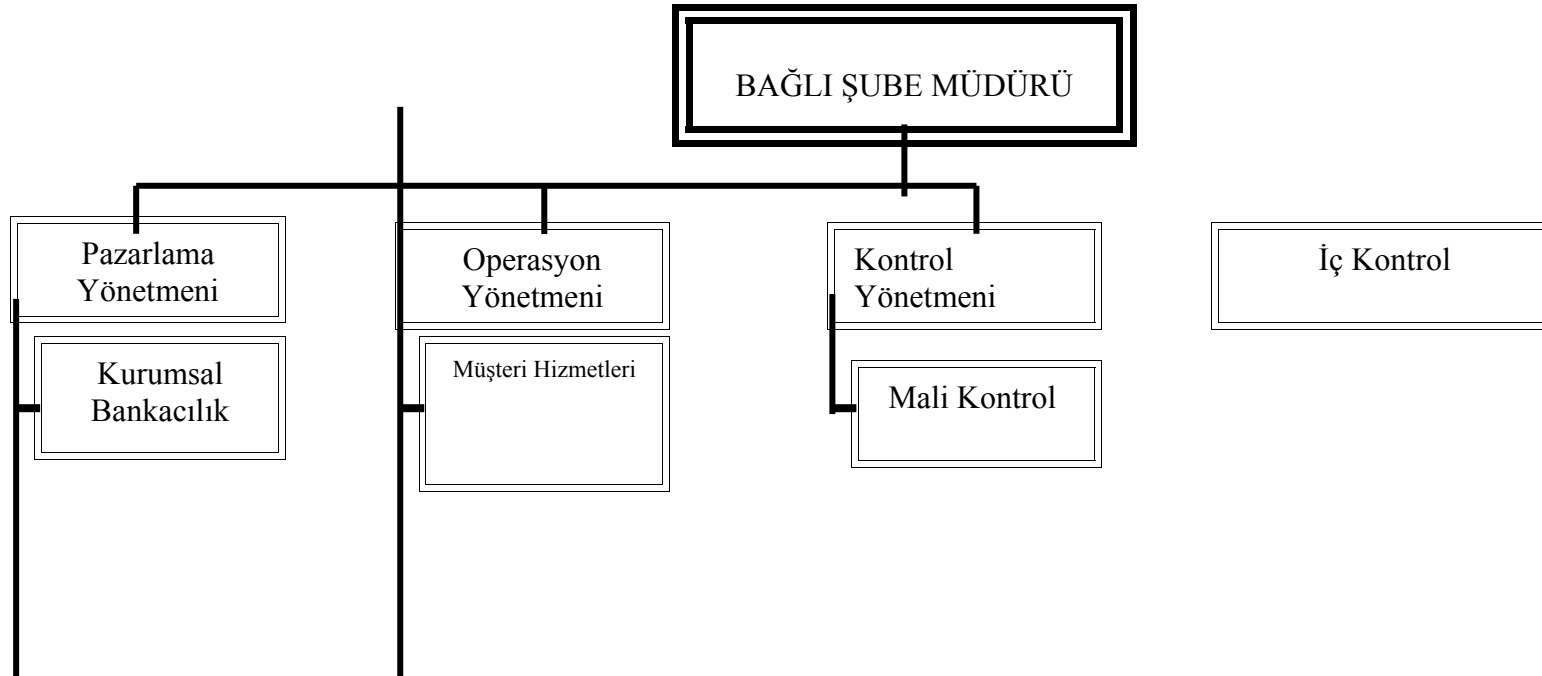 BAĞLI ŞUBE MÜDÜRÜ
Pazarlama
Yönetmeni
Operasyon
Yönetmeni
Kontrol
Yönetmeni
İç Kontrol
Kurumsal
Bankacılık
Müşteri Hizmetleri
Mali Kontrol